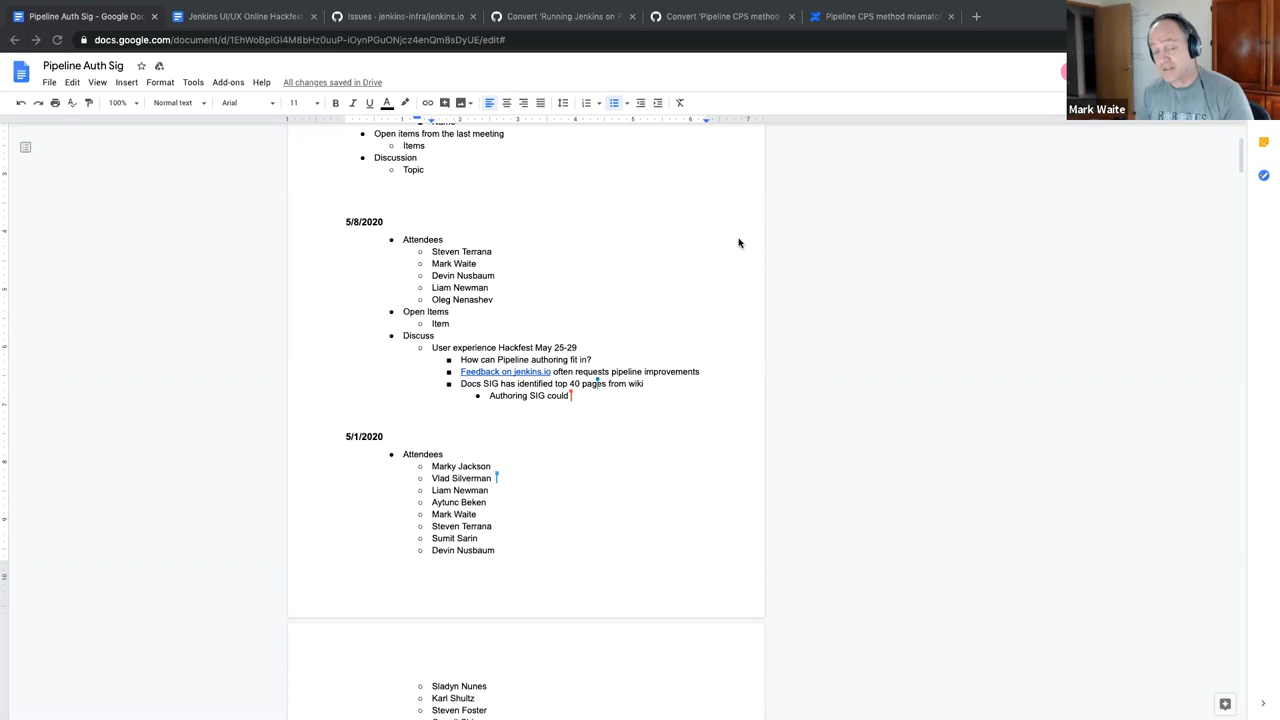 Pipeline Auth Sig - Google Doc
Jenkins UI/UX Online Hackfest
Issues · jenkins-infra/jenkins.io
Convert 'Running Jenkins on P
Convert 'Pipeline CPS method
Pipeline CPS method mismatch
docs.google.com/document/d/1EhWoBplGl4M8bHz0uuP-iOynPGuONjcz4enQm8sDyUE/edit#
Pipeline Auth Sig
File Edit View Insert Format Tools Add-ons Help All changes saved in Drive
100% Normal text Arial 11
Mark Waite
Open items from the last meeting
Items
Discussion
Topic
5/8/2020
Attendees
Steven Terrana
Mark Waite
Devin Nusbaum
Liam Newman
Oleg Nenashev
Open Items
Item
Discuss
User experience Hackfest May 25-29
How can Pipeline authoring fit in?
Feedback on jenkins.io often requests pipeline improvements
Docs SIG has identified top 40 pages from wiki
Authoring SIG could
5/1/2020
Attendees
Marky Jackson
Vlad Silverman
Liam Newman
Aytunc Beken
Mark Waite
Steven Terrana
Sumit Sarin
Devin Nusbaum
Sladyn Nunes
Karl Shultz
Steven Foster